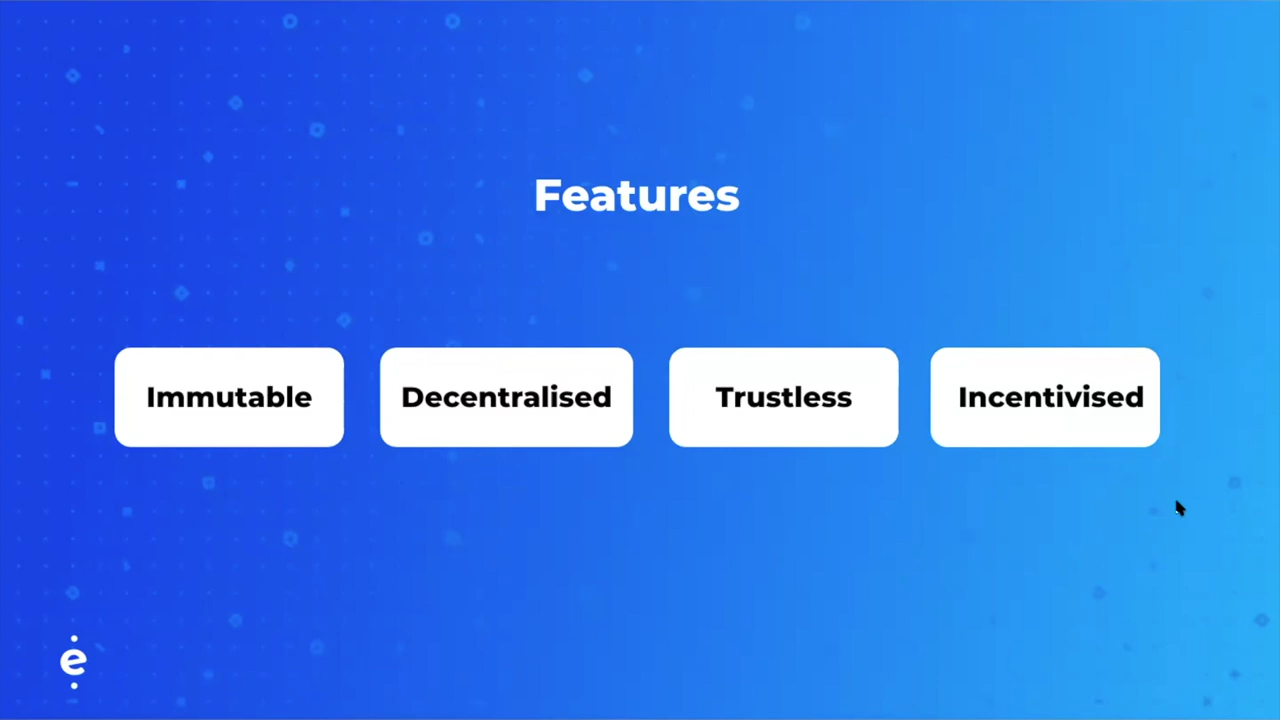 Features
Immutable
Decentralised
Trustless
Incentivised
e